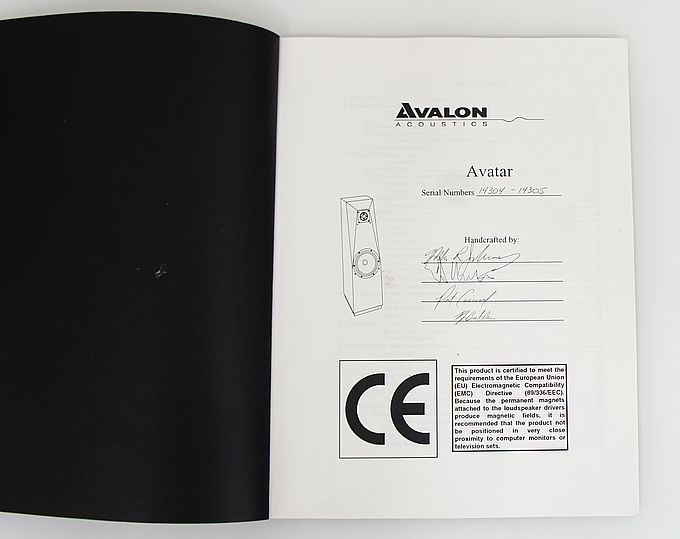 AVALON
ACOUSTICS
Avatar
Serial Numbers 14304 - 14305
Handcrafted by:
CE
This product is certified to meet the
requirements of the European Union
(EU) Electromagnetic Compatibility
(EMC) Directive (89/336/EEC).
Because the permanent magnets
attached to the loudspeaker drivers
produce magnetic fields, it is
recommended that the product not
be positioned in very close
proximity to computer monitors or
television sets.